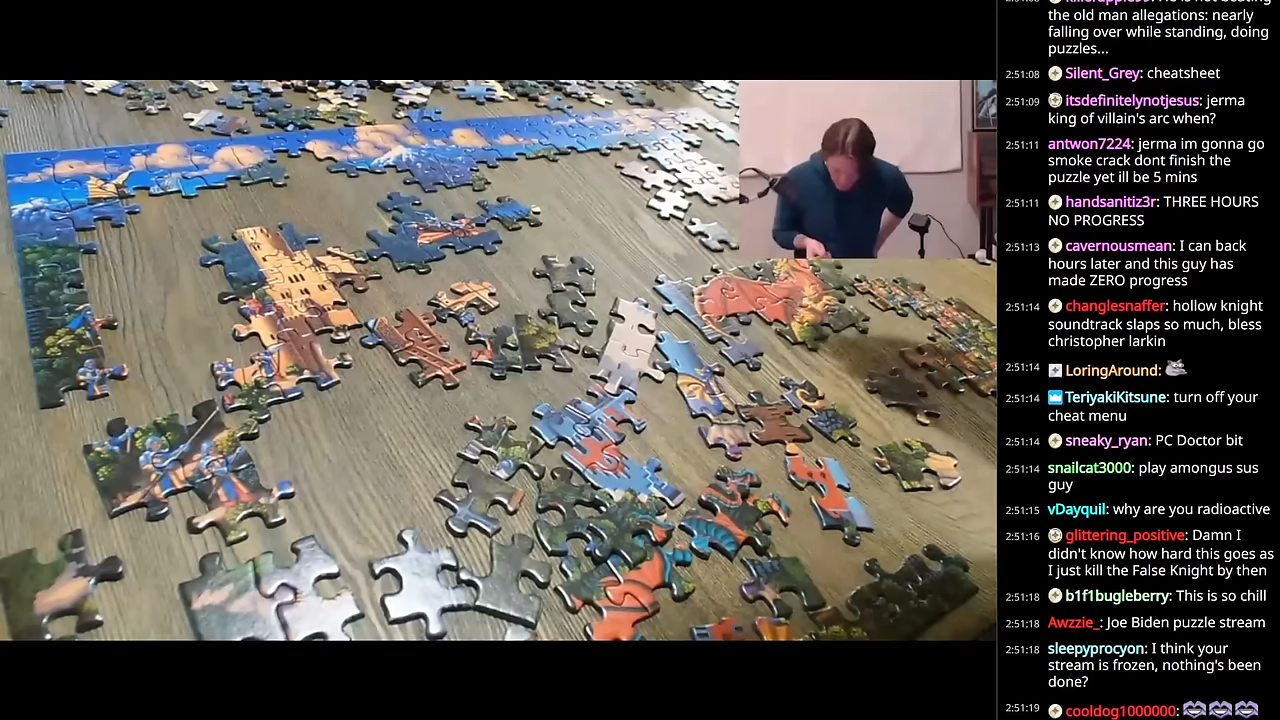 the old man allegations: nearly
falling over while standing, doing
puzzles...
2:51:08 Silent_Grey: cheatsheet
2:51:09 itsdefinitelynotjesus: jerma
king of villain's arc when?
2:51:11 antwon7224: jerma im gonna go
smoke crack dont finish the
puzzle yet ill be 5 mins
2:51:11 handsanitiz3r: THREE HOURS
NO PROGRESS
2:51:13 cavernousmean: I can back
hours later and this guy has
made ZERO progress
2:51:14 changlesnaffer: hollow knight
soundtrack slaps so much, bless
christopher larkin
2:51:14 LoringAround:
2:51:14 TeriyakiKitsune: turn off your
cheat menu
2:51:14 sneaky_ryan: PC Doctor bit
2:51:14 snailcat3000: play amongus sus
guy
2:51:15 vDayquil: why are you radioactive
2:51:16 glittering_positive: Damn I
didn't know how hard this goes as
I just kill the False Knight by then
2:51:18 b1f1bugleberry: This is so chill
2:51:18 Awzzie_: Joe Biden puzzle stream
2:51:18 sleepyprocyon: I think your
stream is frozen, nothing's been
done?
2:51:19 cooldog1000000: